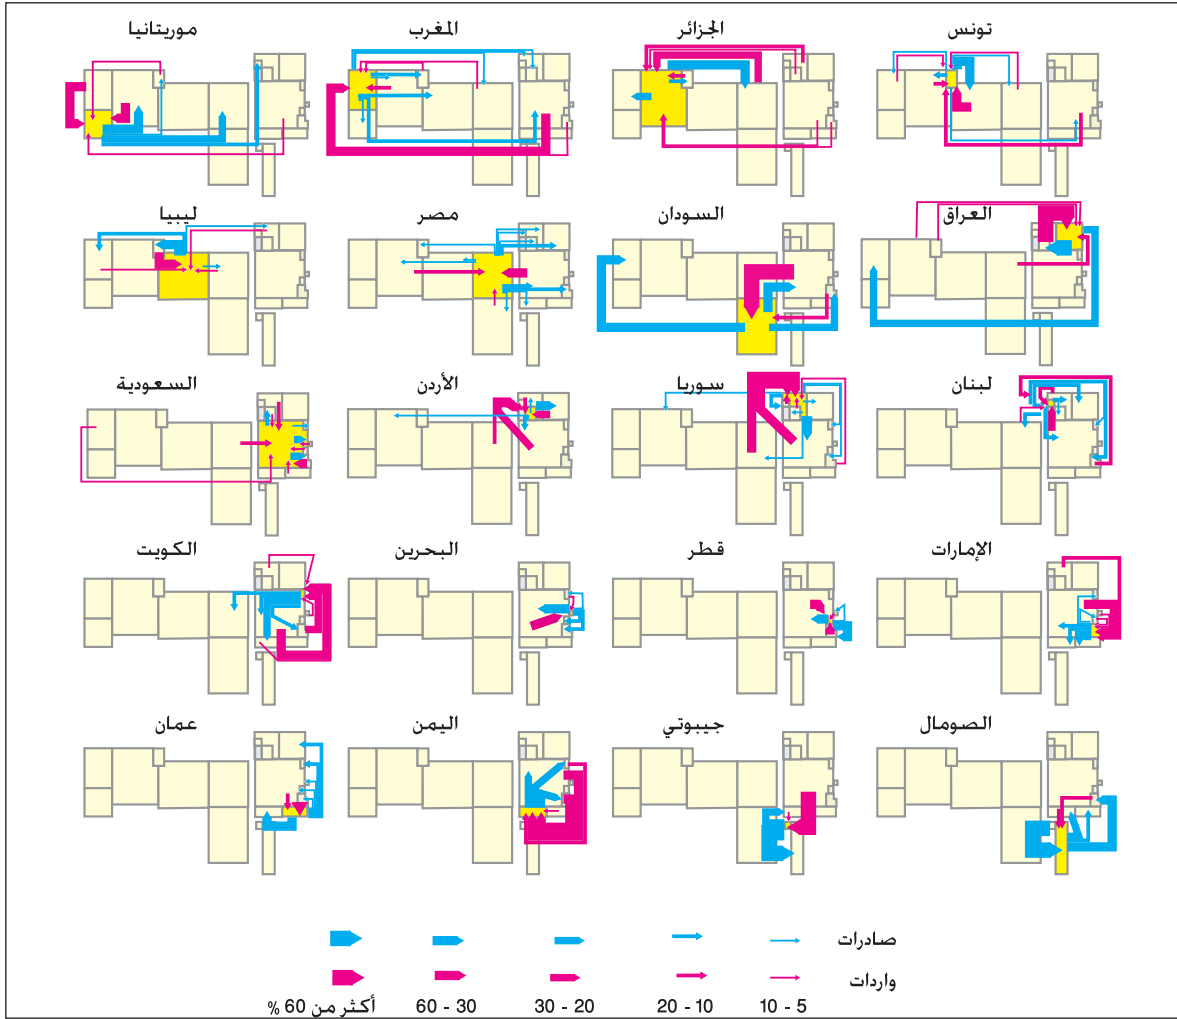 تونس الجزائر المغرب موريتانيا
العراق السودان مصر ليبيا
لبنان سوريا الأردن السعودية
الإمارات قطر البحرين الكويت
الصومال جيبوتي اليمن عمان
صادرات
واردات
5 - 10 10 - 20 20 - 30 30 - 60 أكثر من 60 %